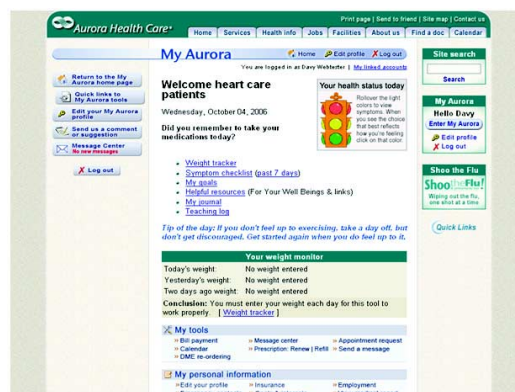 Print page | Send to friend | Site map | Contact us
Aurora Health Care®
Home Services Health info Jobs Facilities About us Find a doc Calendar
My Aurora
Home Edit profile Log out
You are logged in as Davy Webtester | My linked accounts
Return to the My
Aurora home page
Quick links to
My Aurora tools
Edit your My Aurora
profile
Send us a comment
or suggestion
Message Center
No new messages
Log out
Welcome heart care
patients
Wednesday, October 04, 2006
Did you remember to take your
medications today?
Your health status today
Rollover the light
colors to view
symptoms. When
you see the choice
that best reflects
how you're feeling
click on that color.
Weight tracker
Symptom checklist (past 7 days)
My goals
Helpful resources (For Your Well Beings & links)
My journal
Teaching log
Tip of the day: If you don't feel up to exercising, take a day off, but
don't get discouraged. Get started again when you do feel up to it.
Your weight monitor
Today's weight: No weight entered
Yesterday's weight: No weight entered
Two days ago weight: No weight entered
Conclusion: You must enter your weight each day for this tool to
work properly. [ Weight tracker ]
My tools
» Bill payment » Message center » Appointment request
» Calendar » Prescription: Renew | Refill » Send a message
» DME re-ordering
My personal information
» Edit your profile » Insurance » Employment
Site search
Search
My Aurora
Hello Davy
Enter My Aurora
Edit Profile
Log out
Shoo the Flu
Shoo the Flu!
Wiping out the flu,
one shot at a time
Quick Links